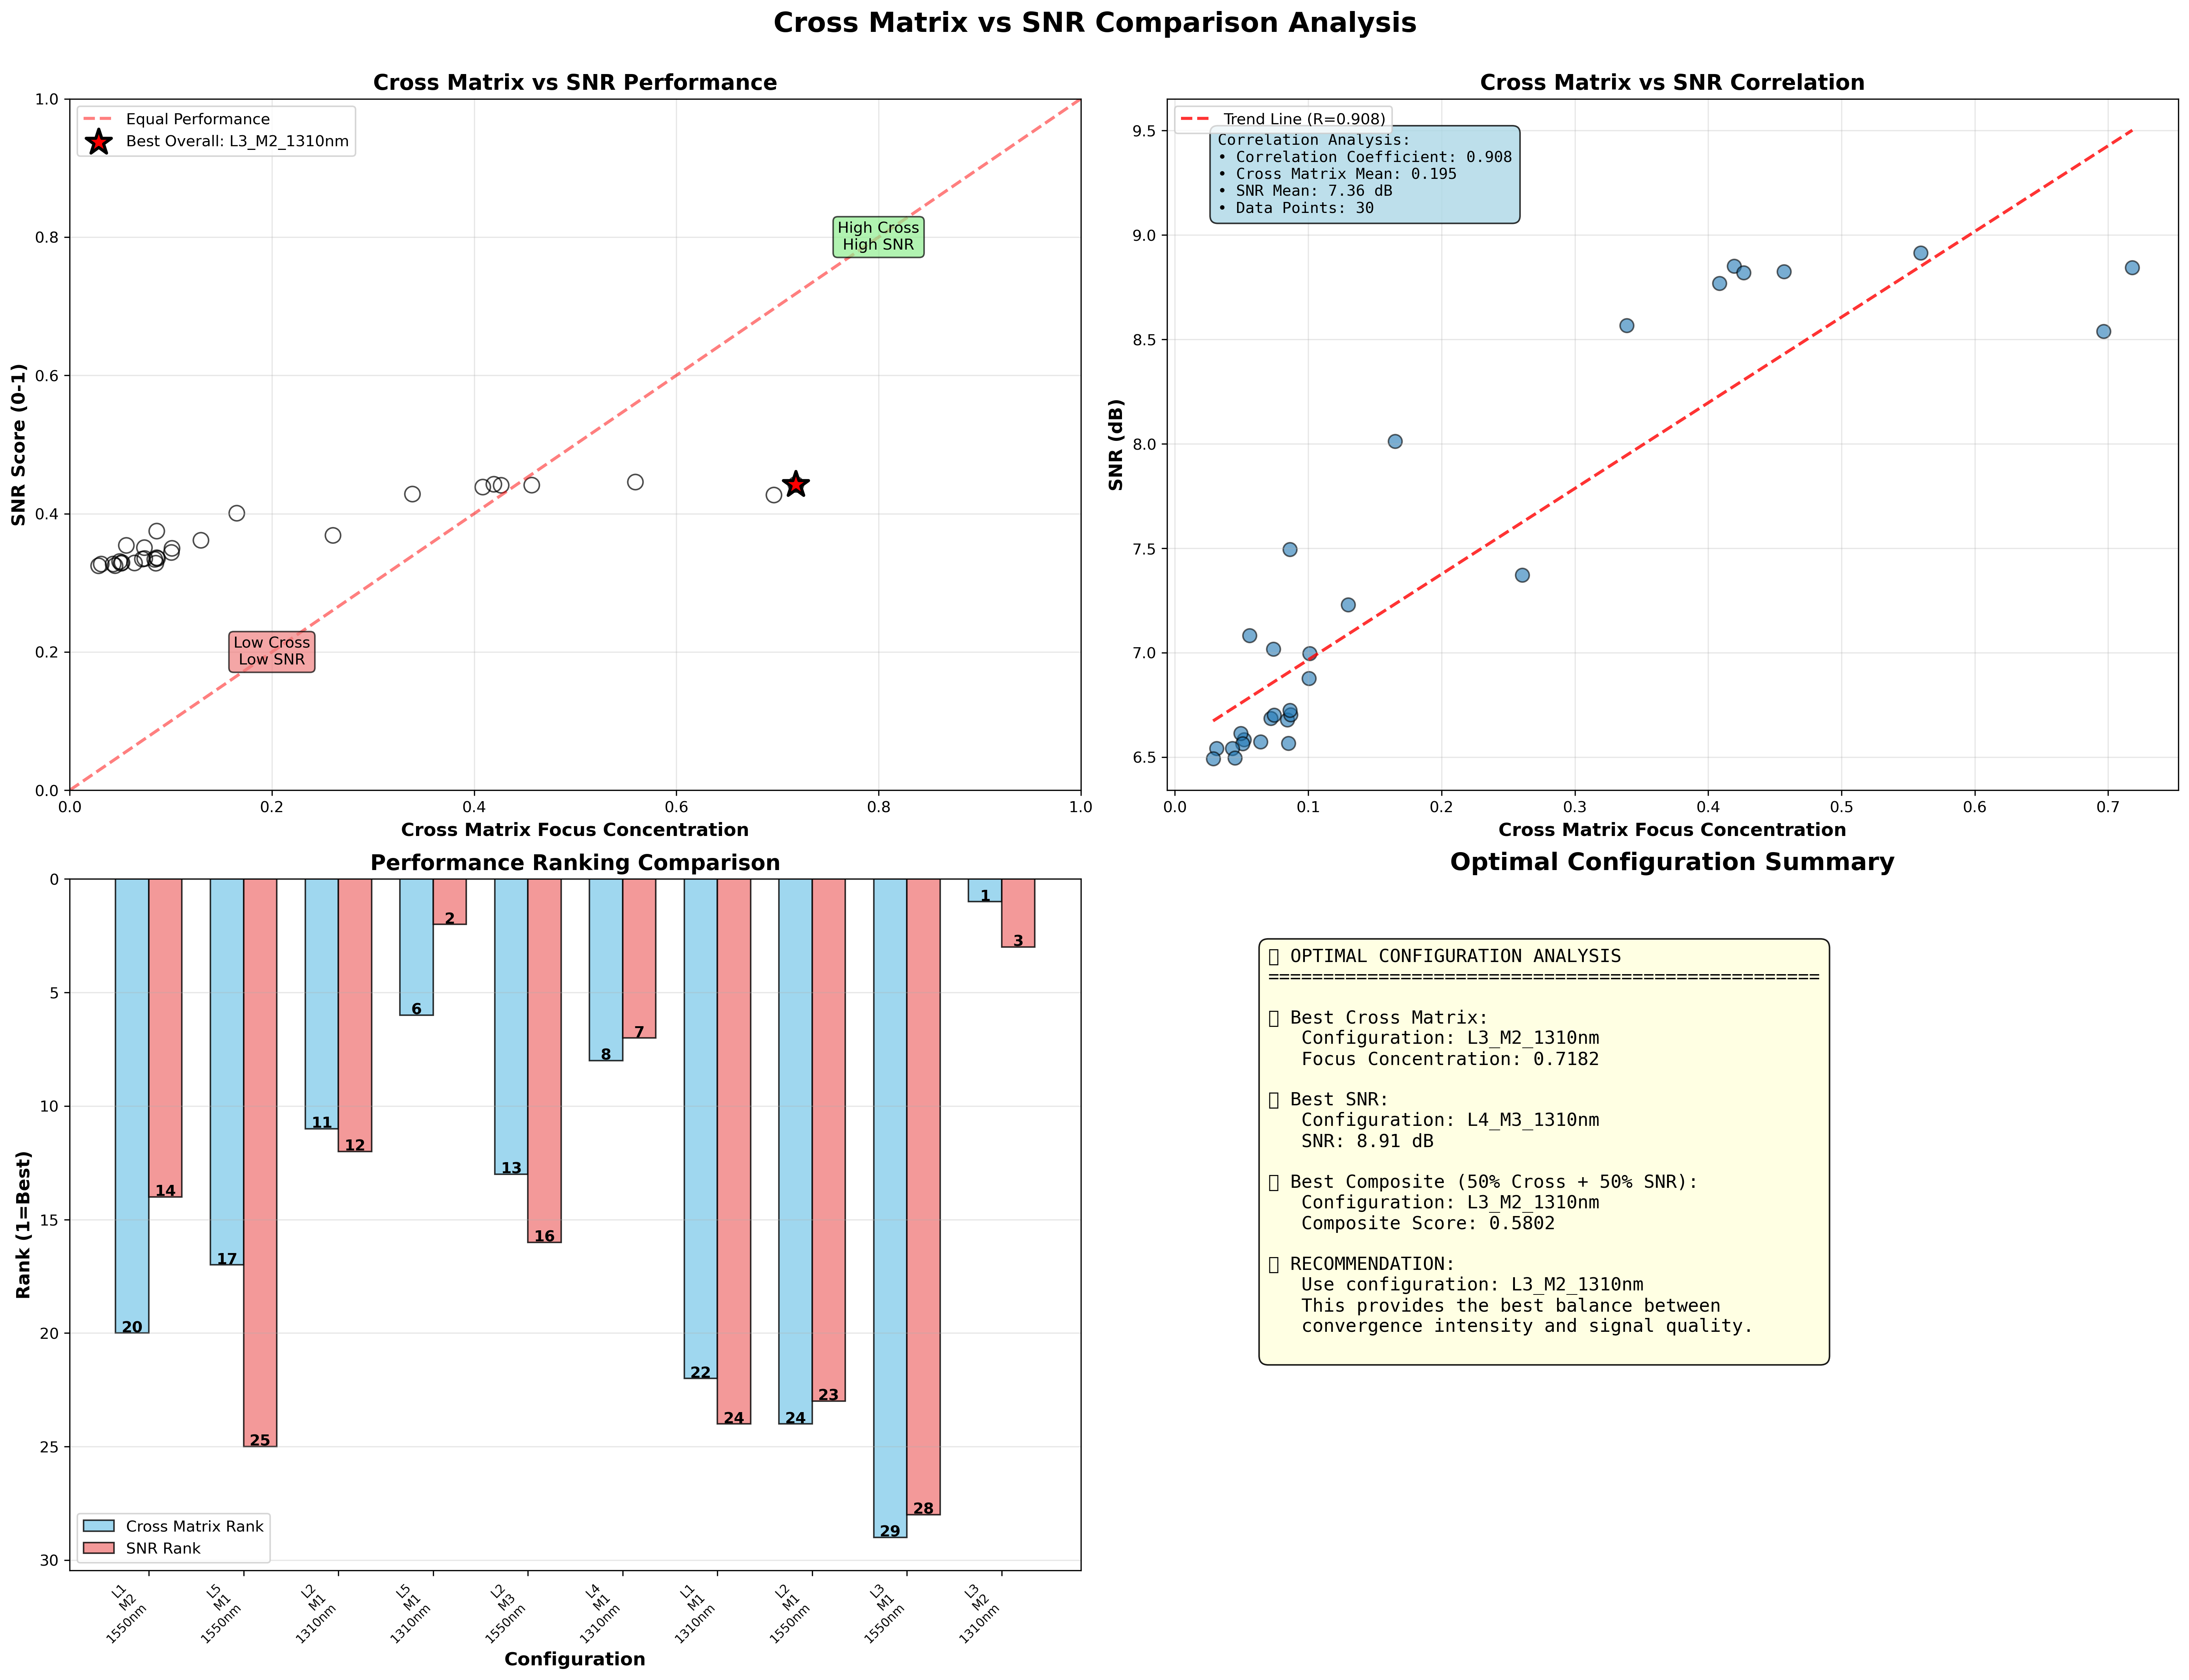 Cross Matrix vs SNR Comparison Analysis
Cross Matrix vs SNR Performance
Equal Performance
Best Overall: L3_M2_1310nm
High Cross
High SNR
Low Cross
Low SNR
SNR Score (0-1)
1.0
0.8
0.6
0.4
0.2
0.0
0.0 0.2 0.4 0.6 0.8 1.0
Cross Matrix Focus Concentration
Cross Matrix vs SNR Correlation
Trend Line (R=0.908)
Correlation Analysis:
• Correlation Coefficient: 0.908
• Cross Matrix Mean: 0.195
• SNR Mean: 7.36 dB
• Data Points: 30
SNR (dB)
9.5
9.0
8.5
8.0
7.5
7.0
6.5
0.0 0.1 0.2 0.3 0.4 0.5 0.6 0.7
Cross Matrix Focus Concentration
Performance Ranking Comparison
Rank (1=Best)
0
5
10
15
20
25
30
20 14
17 25
11 12
6 2
13 16
8 7
22 24
24 23
29 28
1 3
Cross Matrix Rank
SNR Rank
L1
M2
1550nm
L5
M1
1550nm
L2
M1
1310nm
L5
M1
1310nm
L2
M3
1550nm
L4
M1
1310nm
L1
M1
1310nm
L2
M1
1550nm
L3
M1
1550nm
L3
M2
1310nm
Configuration
Optimal Configuration Summary
OPTIMAL CONFIGURATION ANALYSIS
==================================================
Best Cross Matrix:
Configuration: L3_M2_1310nm
Focus Concentration: 0.7182
Best SNR:
Configuration: L4_M3_1310nm
SNR: 8.91 dB
Best Composite (50% Cross + 50% SNR):
Configuration: L3_M2_1310nm
Composite Score: 0.5802
RECOMMENDATION:
Use configuration: L3_M2_1310nm
This provides the best balance between
convergence intensity and signal quality.